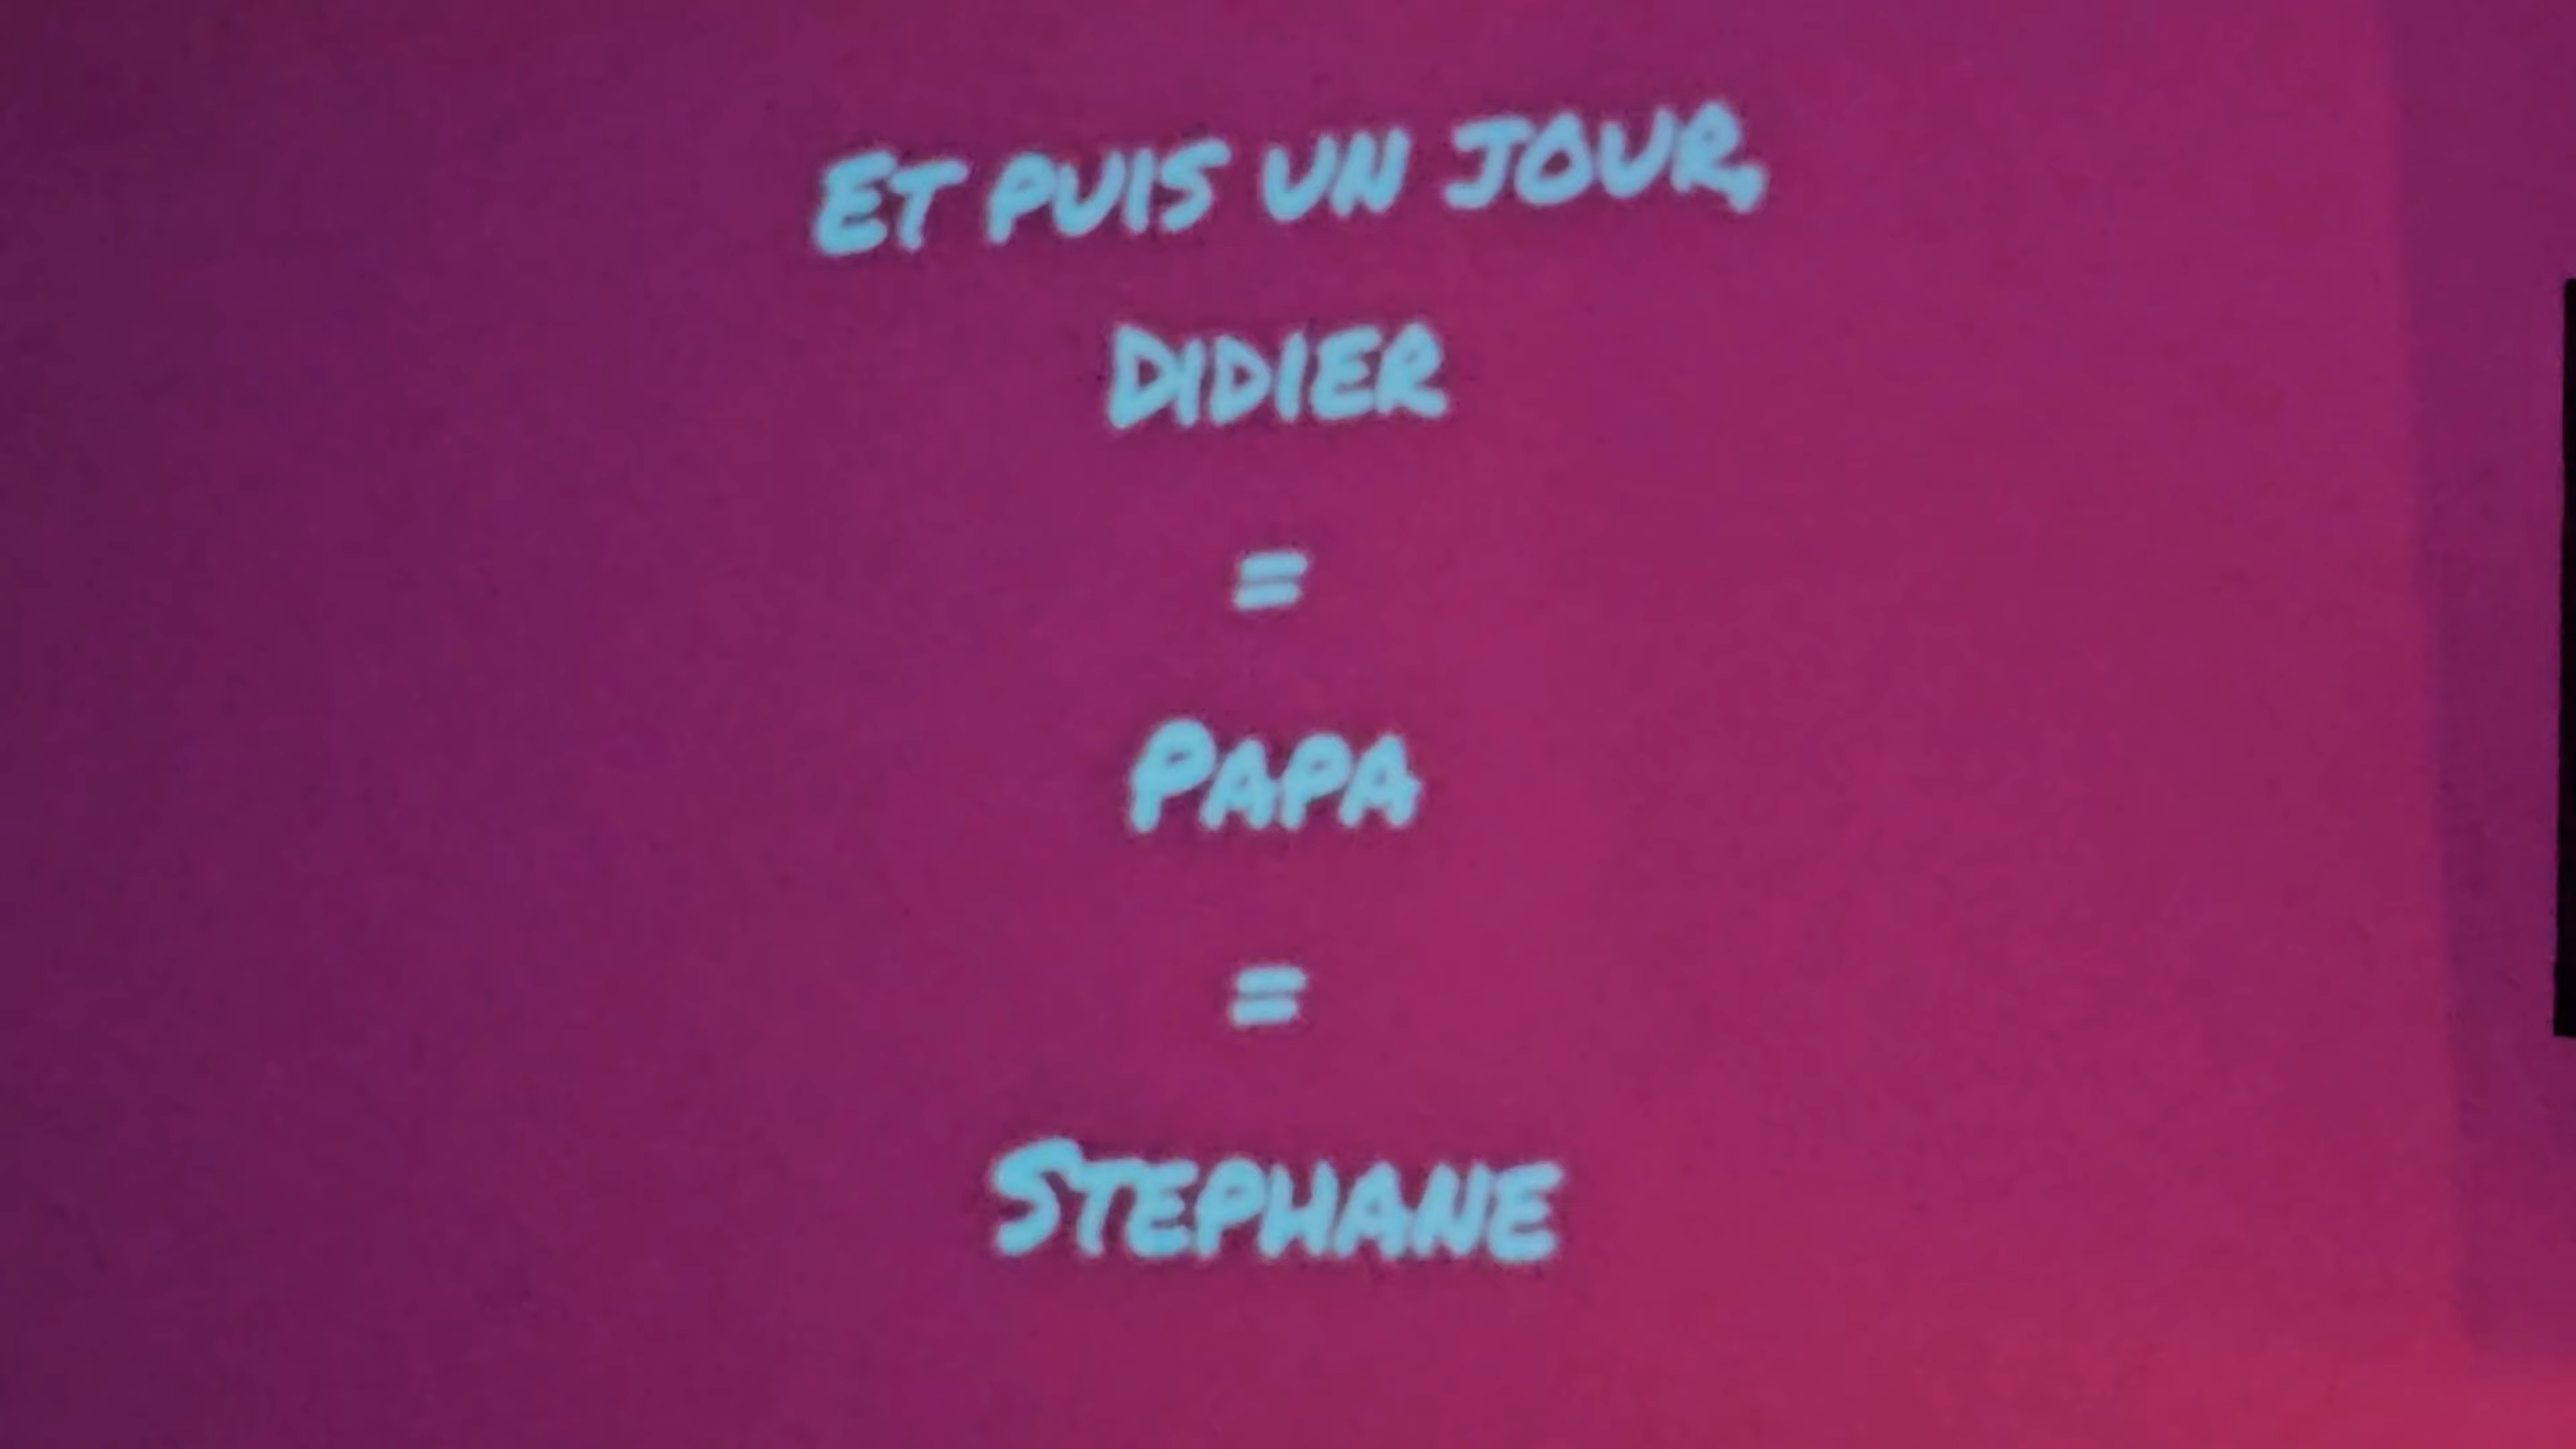 Et puis un jour,
Didier
=
Papa
=
Stephane